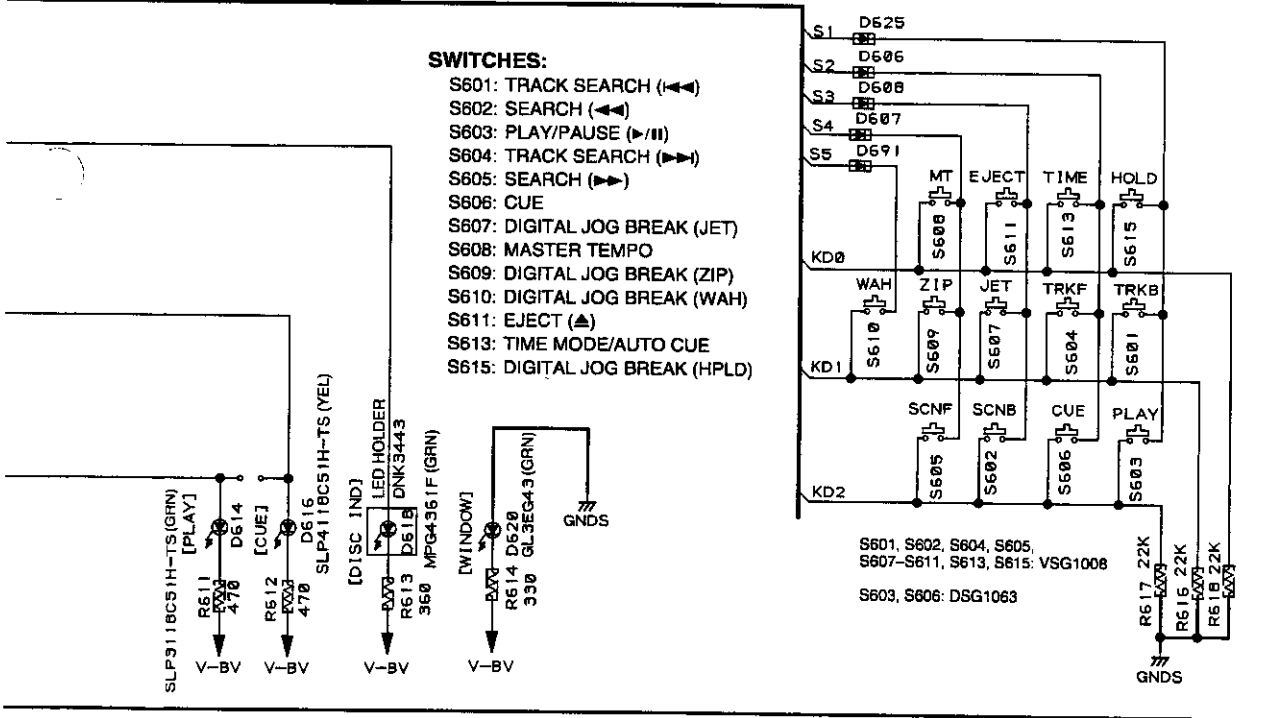 SWITCHES:
S601: TRACK SEARCH (⏮)
S602: SEARCH (◀◀)
S603: PLAY/PAUSE (▶/II)
S604: TRACK SEARCH (⏭)
S605: SEARCH (▶▶)
S606: CUE
S607: DIGITAL JOG BREAK (JET)
S608: MASTER TEMPO
S609: DIGITAL JOG BREAK (ZIP)
S610: DIGITAL JOG BREAK (WAH)
S611: EJECT (⏏)
S613: TIME MODE/AUTO CUE
S615: DIGITAL JOG BREAK (HPLD)
S1 D625
S2 D606
S3 D608
S4 D607
S5 D691
MT EJECT TIME HOLD
S608 S611 S613 S615
KD0
WAH ZIP JET TRKF TRKB
S610 S609 S607 S604 S601
KD1
SCNF SCNB CUE PLAY
S605 S602 S606 S603
KD2
SLP3118C51H-TS(GRN)
[PLAY]
D614
R611
470
V-BV
[CUE]
D616
SLP4118C51H-TS(YEL)
R612
470
V-BV
[DISC IND]
LED HOLDER
DNK3443
D618
MPG4361F(GRN)
R613
360
V-BV
[WINDOW]
D620
GL3EG43(GRN)
R614
330
V-BV
GNDS
S601, S602, S604, S605,
S607-S611, S613, S615: VSG1008
S603, S606: DSG1063
R617 22K
R616 22K
R618 22K
GNDS